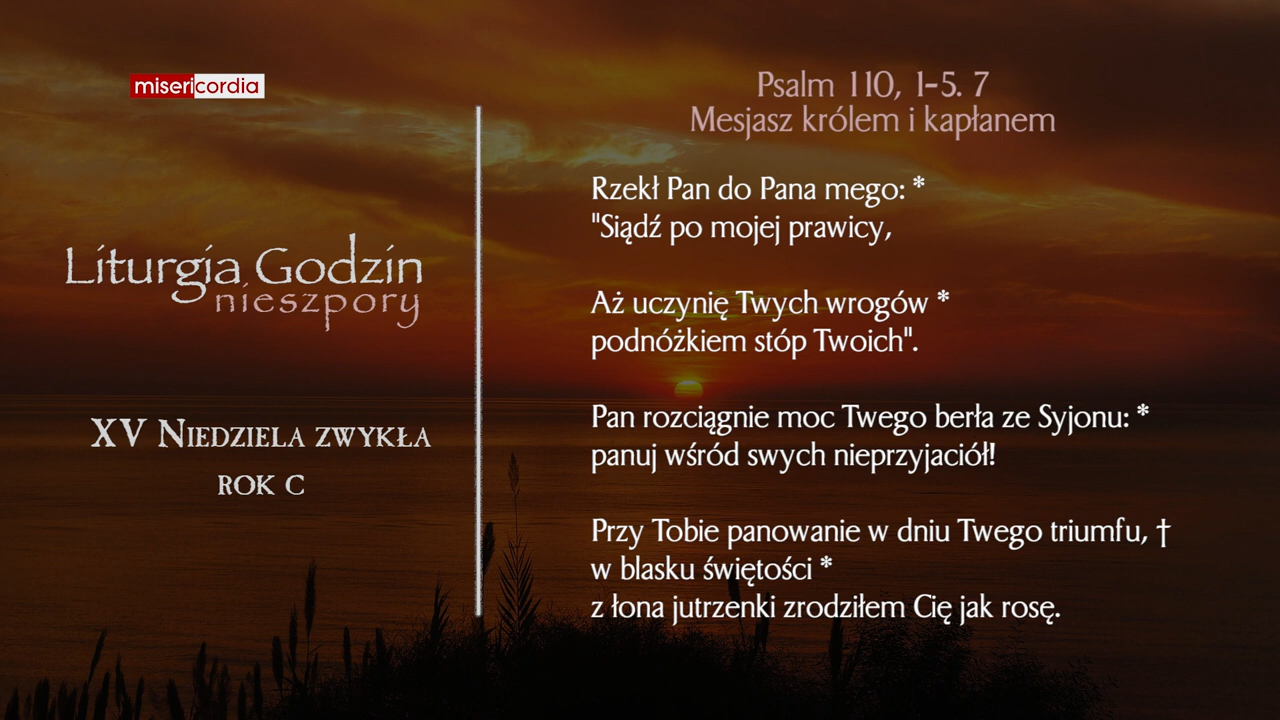 misericordia
Liturgia Godzin
nieszpory
XV Niedziela zwykła
rok C
Psalm 110, 1-5. 7
Mesjasz królem i kapłanem
Rzekł Pan do Pana mego: *
"Siądź po mojej prawicy,
Aż uczynię Twych wrogów *
podnóżkiem stóp Twoich".
Pan rozciągnie moc Twego berła ze Syjonu: *
panuj wśród swych nieprzyjaciół!
Przy Tobie panowanie w dniu Twego triumfu, †
w blasku świętości *
z łona jutrzenki zrodziłem Cię jak rosę.